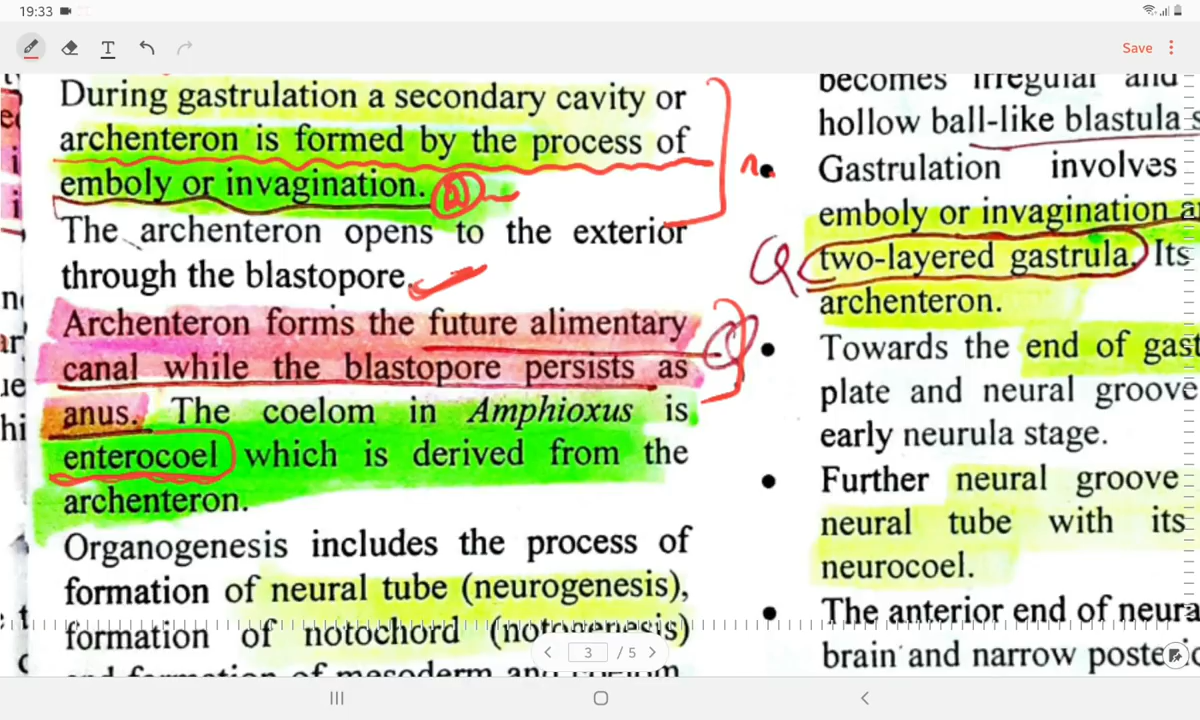 19:33
Save
During gastrulation a secondary cavity or
archenteron is formed by the process of
emboly or invagination.
The archenteron opens to the exterior
through the blastopore.
Archenteron forms the future alimentary
canal while the blastopore persists as
anus. The coelom in Amphioxus is
enterocoel which is derived from the
archenteron.
Organogenesis includes the process of
formation of neural tube (neurogenesis),
formation of notochord (notogenesis)
becomes irregular and
hollow ball-like blastula
• Gastrulation involves
emboly or invagination
two-layered gastrula. Its
archenteron.
• Towards the end of
plate and neural groove
early neurula stage.
• Further neural groove
neural tube with its
neurocoel.
• The anterior end of
brain and narrow
3 / 5